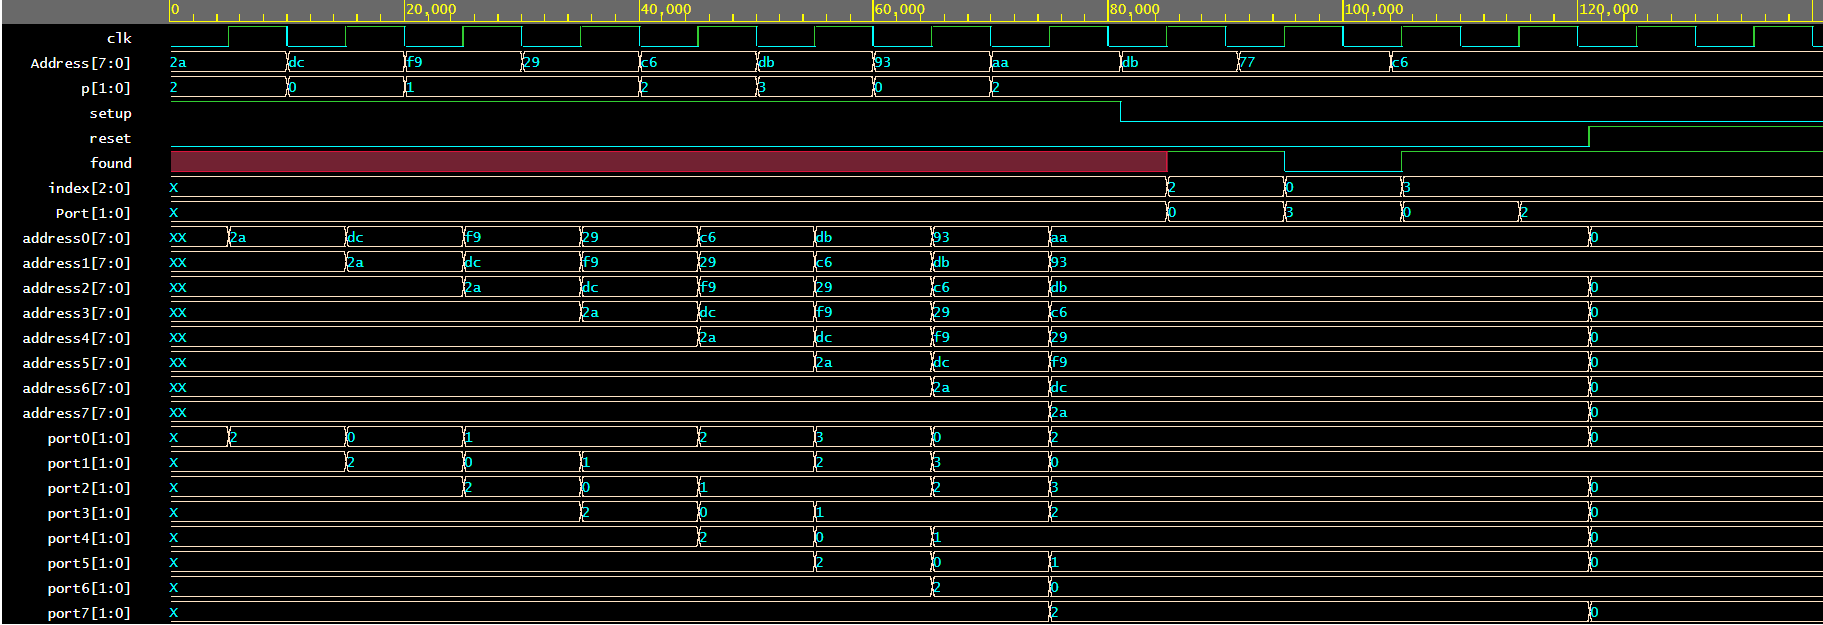 0 20,000 40,000 60,000 80,000 100,000 120,000
clk
Address[7:0] 2a dc f9 29 c6 db 93 aa db 77 c6
p[1:0] 2 0 1 2 3 0 2
setup
reset
found
index[2:0] X 2 0 3
Port[1:0] X 0 3 0 2
address0[7:0] XX 2a dc f9 29 c6 db 93 aa 0
address1[7:0] XX 2a dc f9 29 c6 db 93
address2[7:0] XX 2a dc f9 29 c6 db 0
address3[7:0] XX 2a dc f9 29 c6 0
address4[7:0] XX 2a dc f9 29 0
address5[7:0] XX 2a dc f9 0
address6[7:0] XX 2a dc 0
address7[7:0] XX 2a 0
port0[1:0] X 2 0 1 2 3 0 2 0
port1[1:0] X 2 0 1 2 3 0
port2[1:0] X 2 0 1 2 3 0
port3[1:0] X 2 0 1 2 0
port4[1:0] X 2 0 1 0
port5[1:0] X 2 0 1 0
port6[1:0] X 2 0
port7[1:0] X 2 0